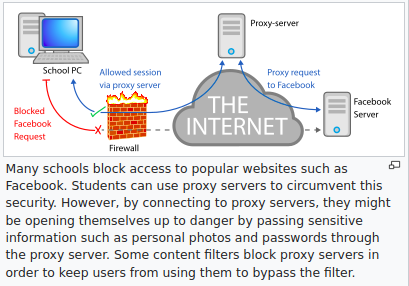 Proxy-server
School PC
Allowed session
via proxy server
Proxy request
to Facebook
THE
INTERNET
Blocked
Facebook
Request
Firewall
Facebook
Server
Many schools block access to popular websites such as
Facebook. Students can use proxy servers to circumvent this
security. However, by connecting to proxy servers, they might
be opening themselves up to danger by passing sensitive
information such as personal photos and passwords through
the proxy server. Some content filters block proxy servers in
order to keep users from using them to bypass the filter.